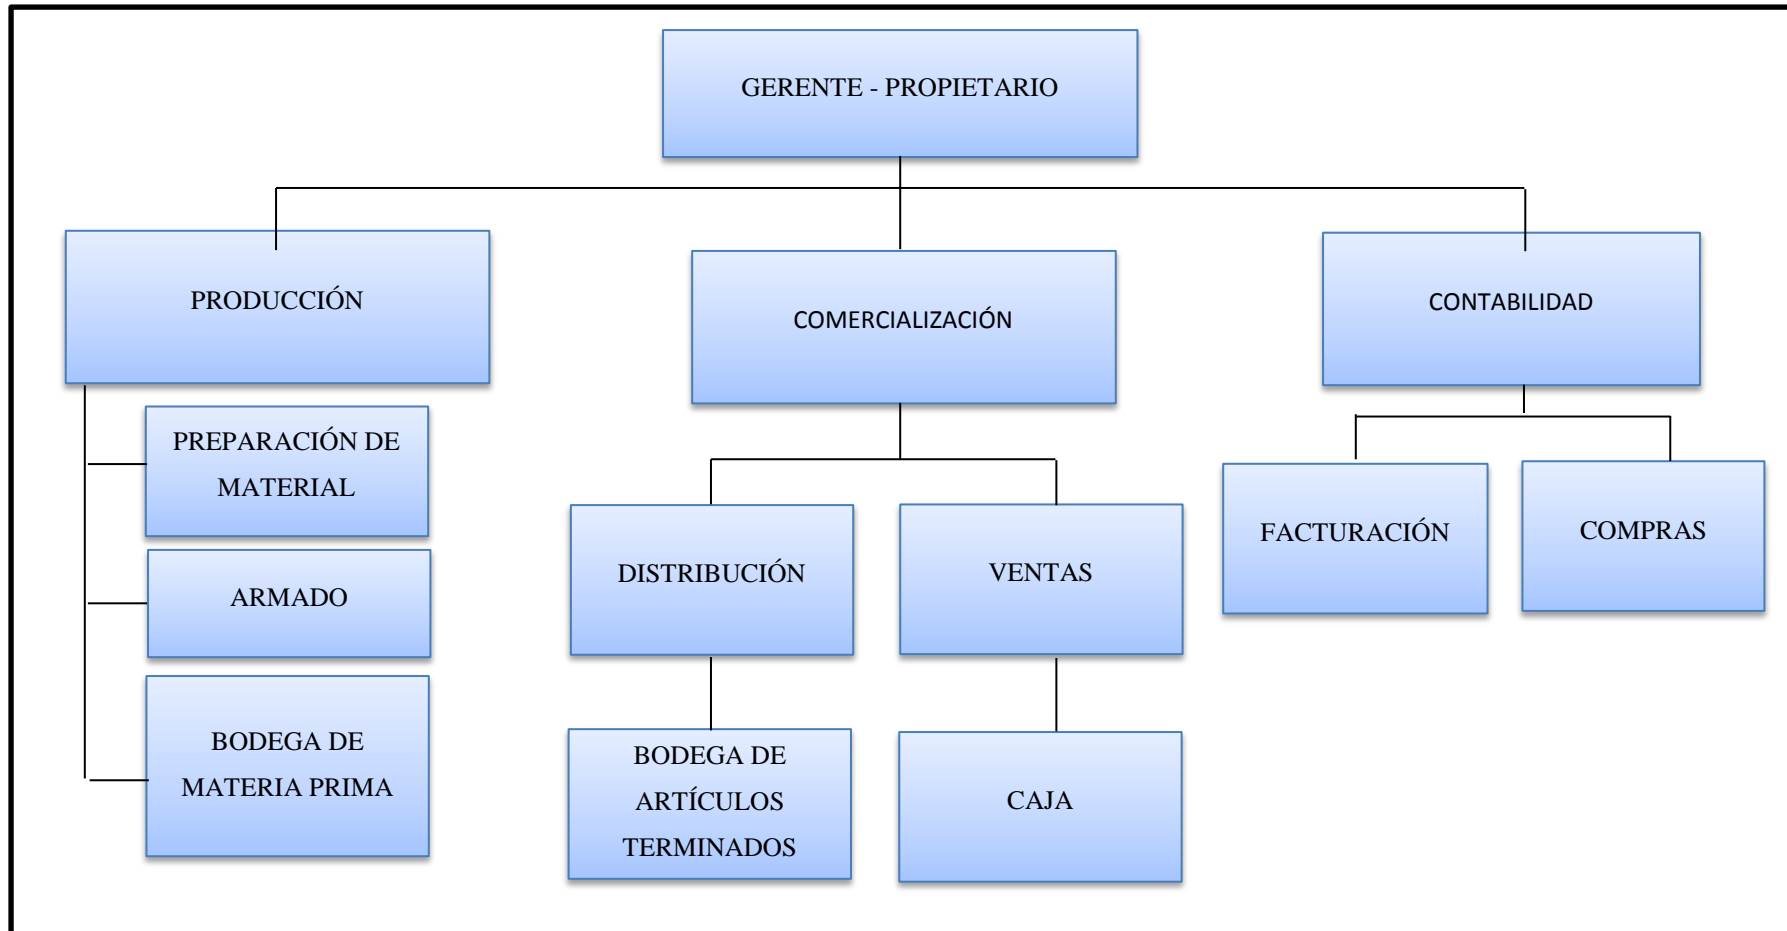 GERENTE - PROPIETARIO
PRODUCCIÓN
COMERCIALIZACIÓN
CONTABILIDAD
PREPARACIÓN DE
MATERIAL
ARMADO
BODEGA DE
MATERIA PRIMA
DISTRIBUCIÓN
VENTAS
BODEGA DE
ARTÍCULOS
TERMINADOS
CAJA
FACTURACIÓN
COMPRAS